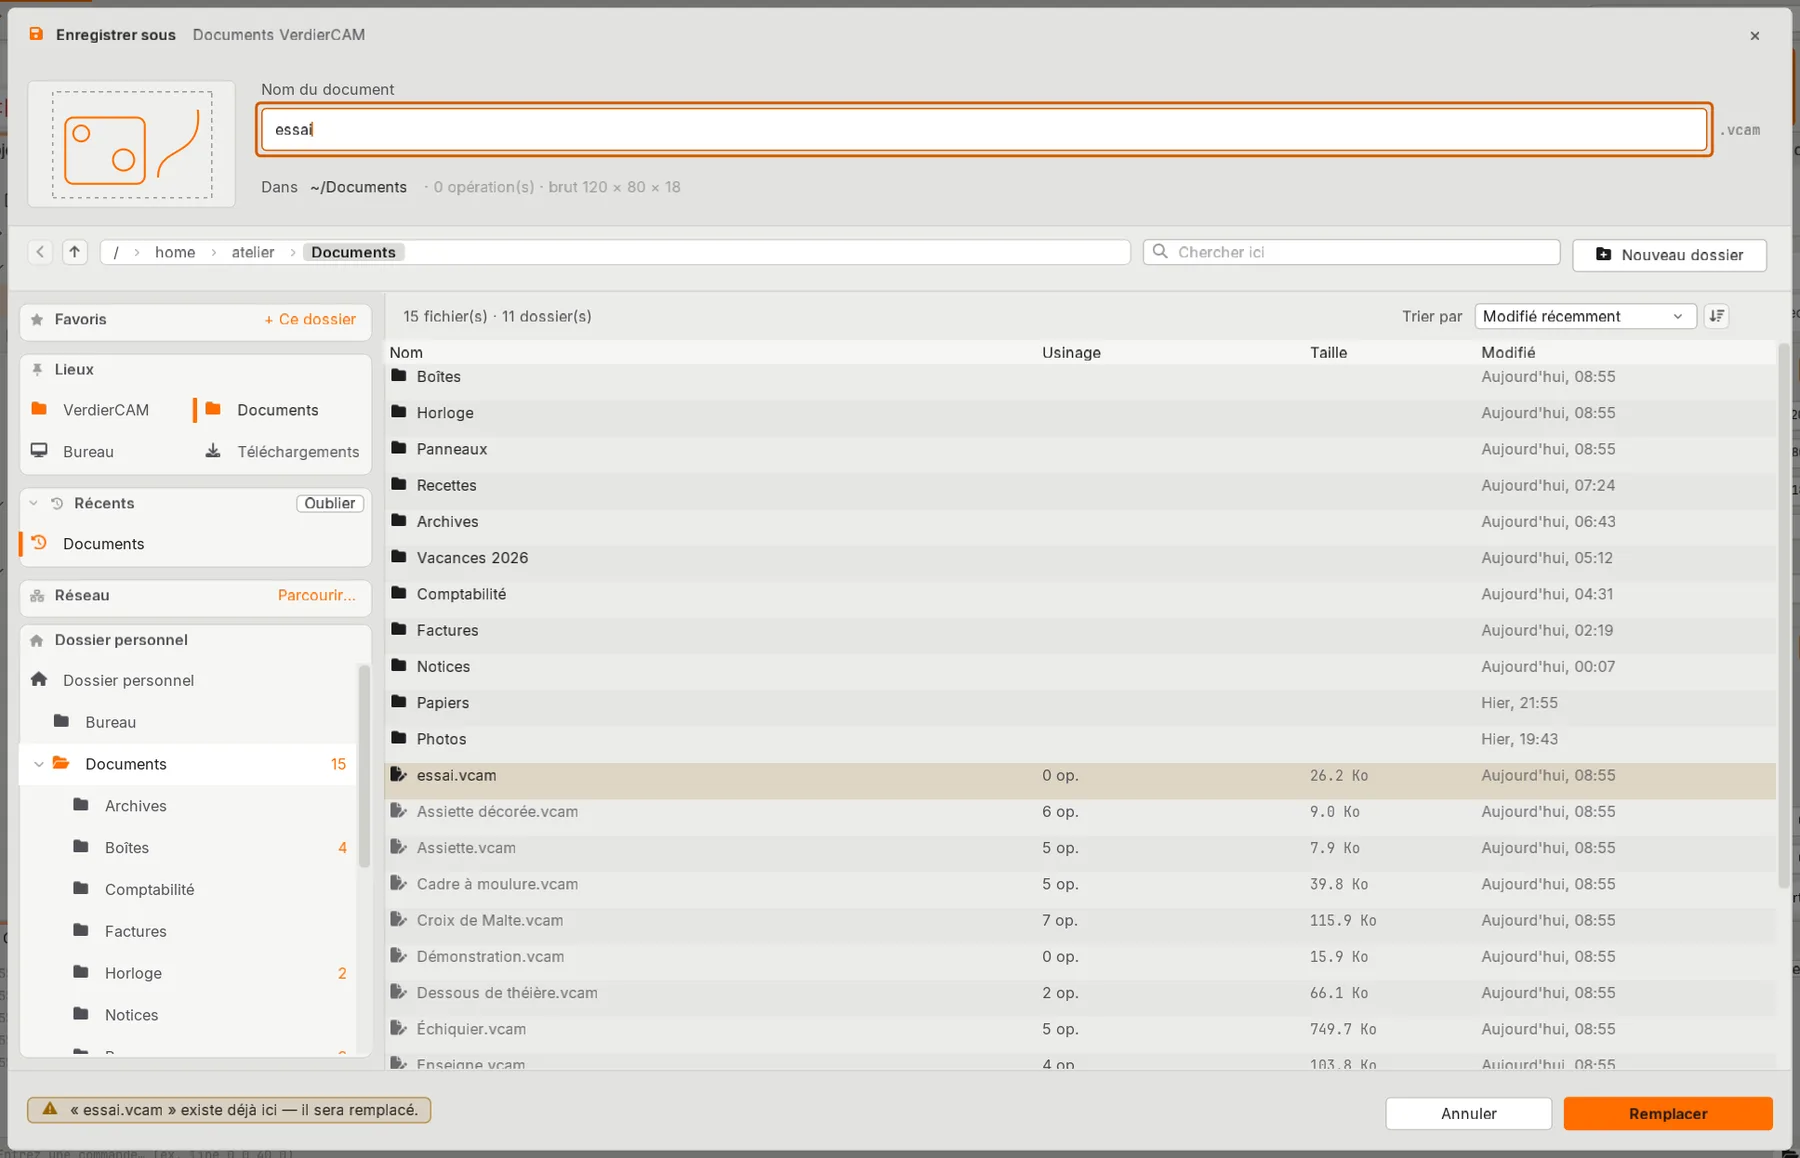 Enregistrer sous Documents VerdierCAM
Nom du document
essai
.vcam
Dans ~/Documents · 0 opération(s) · brut 120 × 80 × 18
/ › home › atelier › Documents
Chercher ici
Nouveau dossier
Favoris + Ce dossier
Lieux
VerdierCAM Documents
Bureau Téléchargements
Récents Oublier
Documents
Réseau Parcourir...
Dossier personnel
Dossier personnel
Bureau
Documents 15
Archives
Boîtes 4
Comptabilité
Factures
Horloge 2
Notices
15 fichier(s) · 11 dossier(s)
Trier par Modifié récemment
Nom Usinage Taille Modifié
Boîtes Aujourd'hui, 08:55
Horloge Aujourd'hui, 08:55
Panneaux Aujourd'hui, 08:55
Recettes Aujourd'hui, 07:24
Archives Aujourd'hui, 06:43
Vacances 2026 Aujourd'hui, 05:12
Comptabilité Aujourd'hui, 04:31
Factures Aujourd'hui, 02:19
Notices Aujourd'hui, 00:07
Papiers Hier, 21:55
Photos Hier, 19:43
essai.vcam 0 op. 26.2 Ko Aujourd'hui, 08:55
Assiette décorée.vcam 6 op. 9.0 Ko Aujourd'hui, 08:55
Assiette.vcam 5 op. 7.9 Ko Aujourd'hui, 08:55
Cadre à moulure.vcam 5 op. 39.8 Ko Aujourd'hui, 08:55
Croix de Malte.vcam 7 op. 115.9 Ko Aujourd'hui, 08:55
Démonstration.vcam 0 op. 15.9 Ko Aujourd'hui, 08:55
Dessous de théière.vcam 2 op. 66.1 Ko Aujourd'hui, 08:55
Échiquier.vcam 5 op. 749.7 Ko Aujourd'hui, 08:55
Enseigne.vcam 4 op. 103.8 Ko Aujourd'hui, 08:55
« essai.vcam » existe déjà ici — il sera remplacé.
Annuler
Remplacer